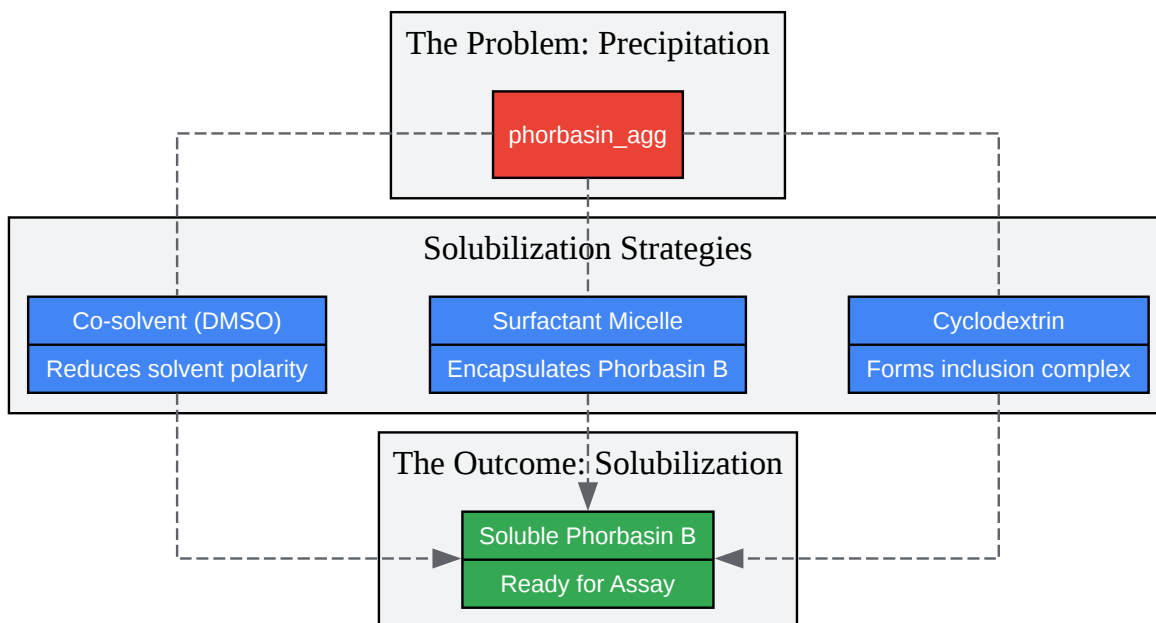 The Problem: Precipitation
phorbasin_agg
Solubilization Strategies
Co-solvent (DMSO)
Reduces solvent polarity
Surfactant Micelle
Encapsulates Phorbasin B
Cyclodextrin
Forms inclusion complex
The Outcome: Solubilization
Soluble Phorbasin B
Ready for Assay